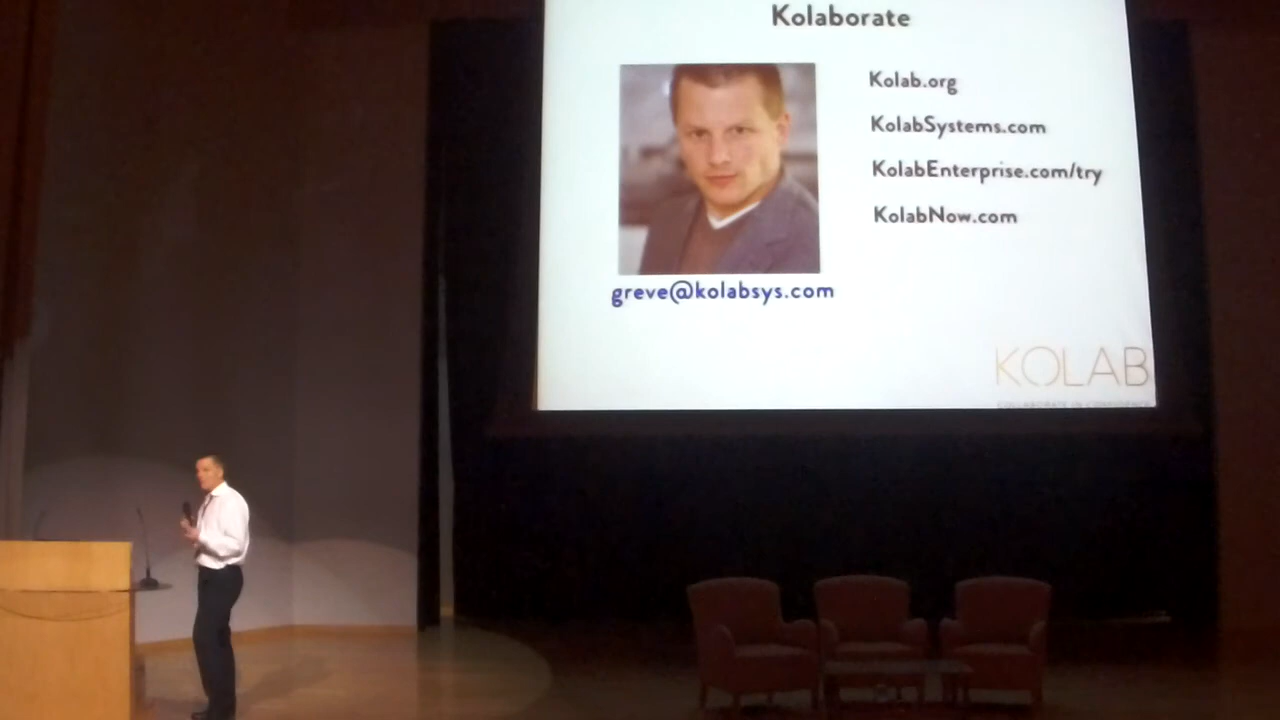 Kolaborate
Kolab.org
KolabSystems.com
KolabEnterprise.com/try
KolabNow.com
greve@kolabsys.com
KOLAB